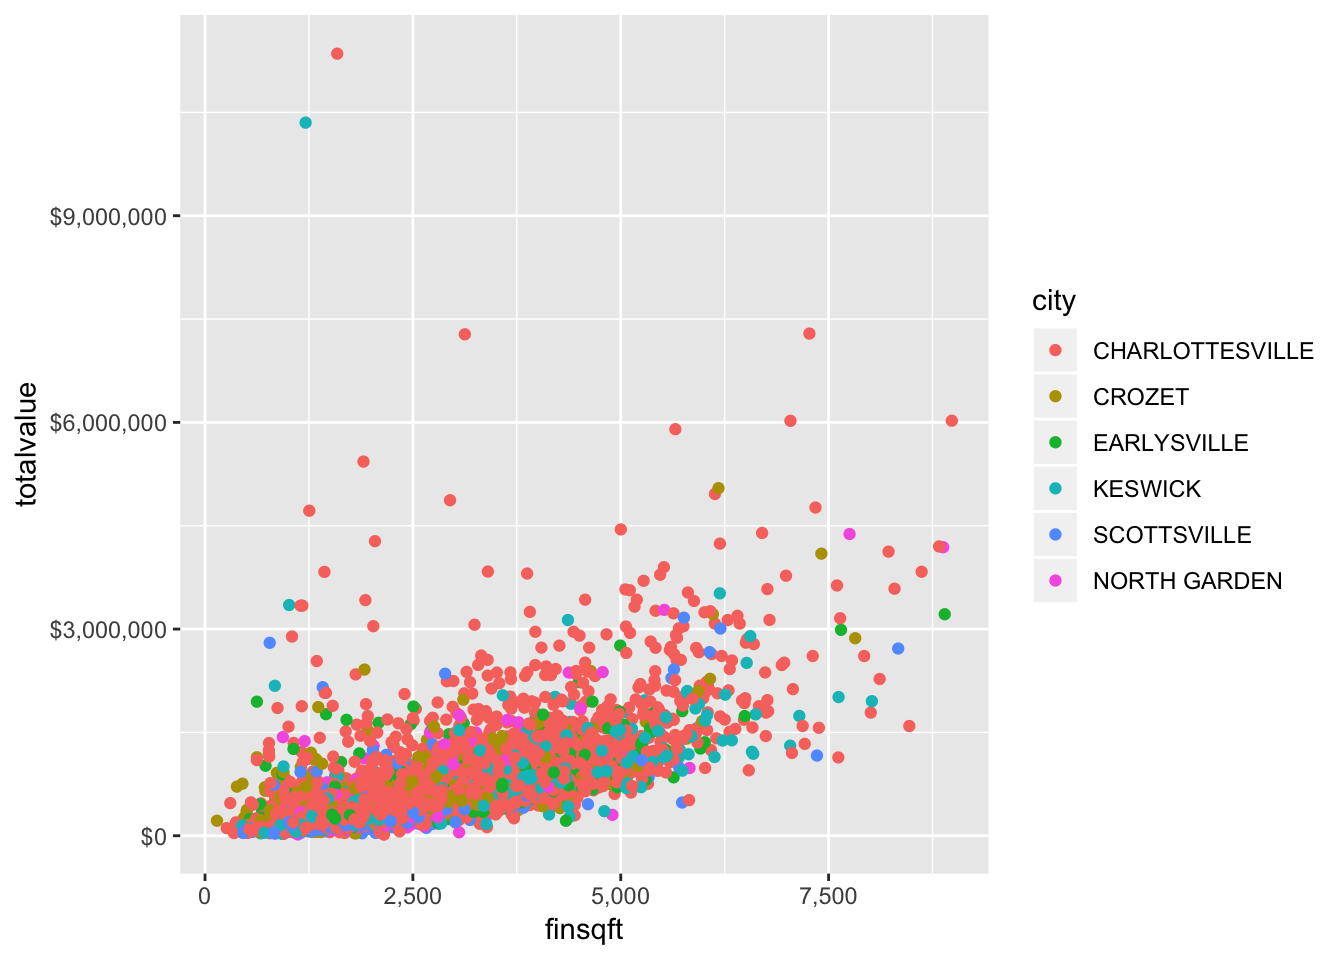 $9,000,000
$6,000,000
$3,000,000
$0
totalvalue
0 2,500 5,000 7,500
finsqft
city
CHARLOTTESVILLE
CROZET
EARLYSVILLE
KESWICK
SCOTTSVILLE
NORTH GARDEN